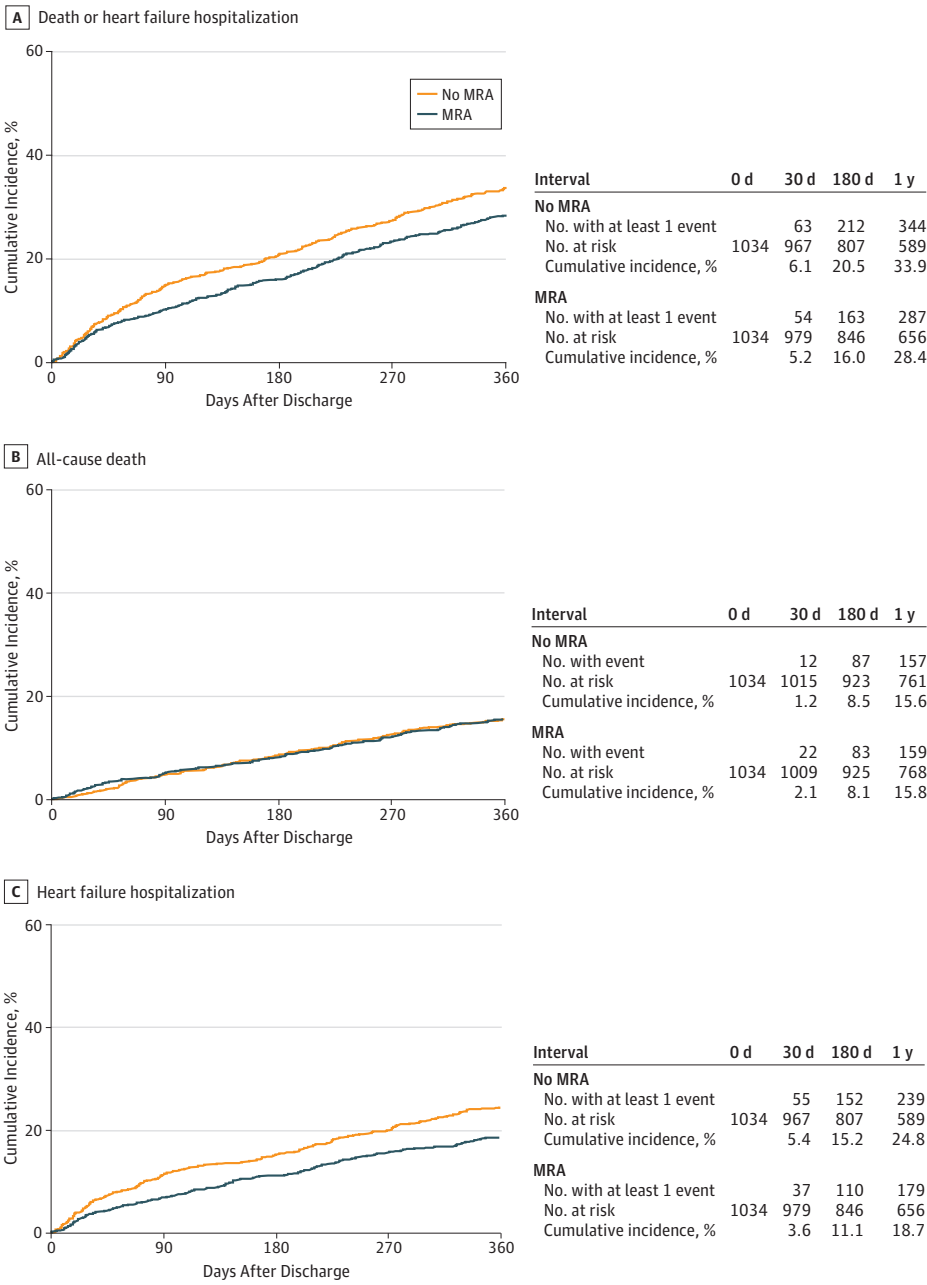 A Death or heart failure hospitalization
60
40
20
0
Cumulative Incidence, %
No MRA
MRA
0 90 180 270 360
Days After Discharge
Interval 0 d 30 d 180 d 1 y
No MRA
No. with at least 1 event 63 212 344
No. at risk 1034 967 807 589
Cumulative incidence, % 6.1 20.5 33.9
MRA
No. with at least 1 event 54 163 287
No. at risk 1034 979 846 656
Cumulative incidence, % 5.2 16.0 28.4
B All-cause death
60
40
20
0
Cumulative Incidence, %
0 90 180 270 360
Days After Discharge
Interval 0 d 30 d 180 d 1 y
No MRA
No. with event 12 87 157
No. at risk 1034 1015 923 761
Cumulative incidence, % 1.2 8.5 15.6
MRA
No. with event 22 83 159
No. at risk 1034 1009 925 768
Cumulative incidence, % 2.1 8.1 15.8
C Heart failure hospitalization
60
40
20
0
Cumulative Incidence, %
0 90 180 270 360
Days After Discharge
Interval 0 d 30 d 180 d 1 y
No MRA
No. with at least 1 event 55 152 239
No. at risk 1034 967 807 589
Cumulative incidence, % 5.4 15.2 24.8
MRA
No. with at least 1 event 37 110 179
No. at risk 1034 979 846 656
Cumulative incidence, % 3.6 11.1 18.7